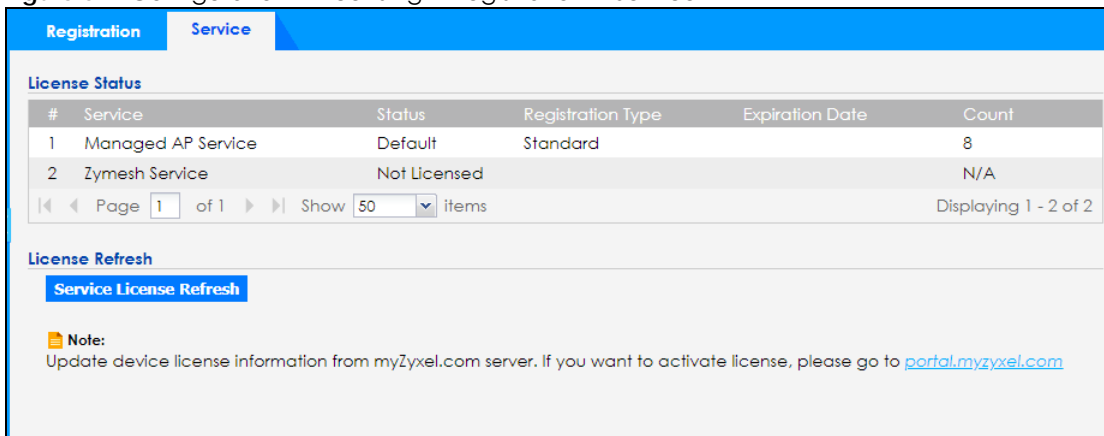 Registration Service
License Status
# Service Status Registration Type Expiration Date Count
1 Managed AP Service Default Standard 8
2 Zymesh Service Not Licensed N/A
Page 1 of 1 Show 50 items Displaying 1 - 2 of 2
License Refresh
Service License Refresh
Note:
Update device license information from myZyxel.com server. If you want to activate license, please go to portal.myzyxel.com